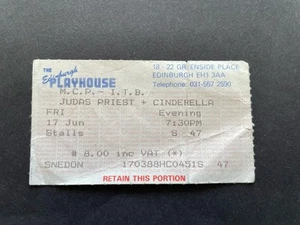 THE Edinburgh PLAYHOUSE
18 - 22 GREENSIDE PLACE
EDINBURGH EH1 3AA
Telephone: 031-557 2590
M.C.P.- I.T.B.
JUDAS PRIEST + CINDERELLA
FRI Evening
17 Jun 7:30PM
Stalls S 47
# 8.00 inc VAT (*)
SNEDON 170388HC0451S 47
RETAIN THIS PORTION